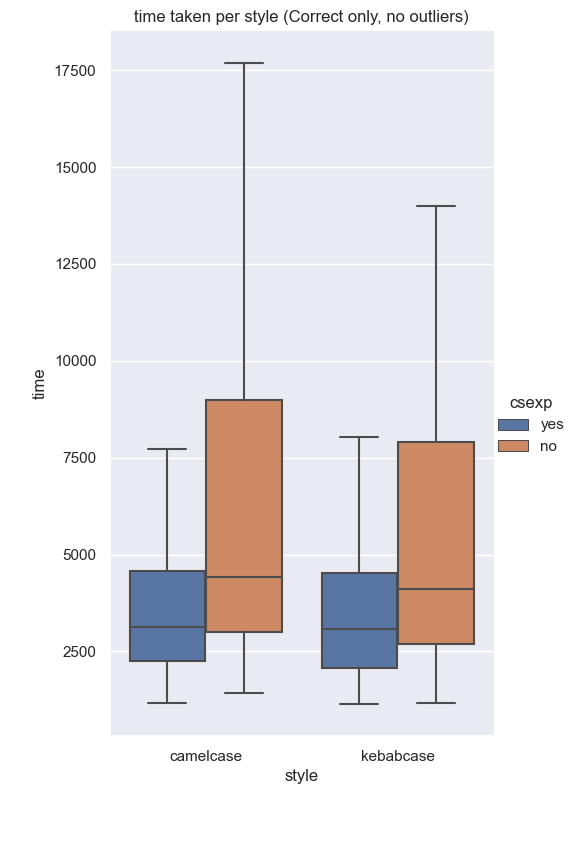 time taken per style (Correct only, no outliers)
17500
15000
12500
10000
7500
5000
2500
time
camelcase
kebabcase
style
csexp
yes
no